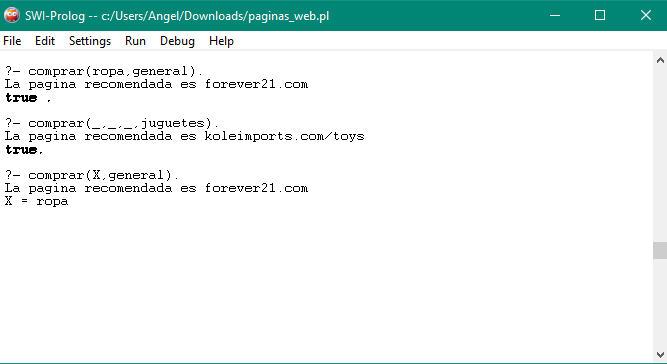 SWI-Prolog -- c:/Users/Angel/Downloads/paginas_web.pl
File Edit Settings Run Debug Help
?- comprar(ropa,general).
La pagina recomendada es forever21.com
true .
?- comprar(_,_,_,juguetes).
La pagina recomendada es koleimports.com/toys
true.
?- comprar(X,general).
La pagina recomendada es forever21.com
X = ropa